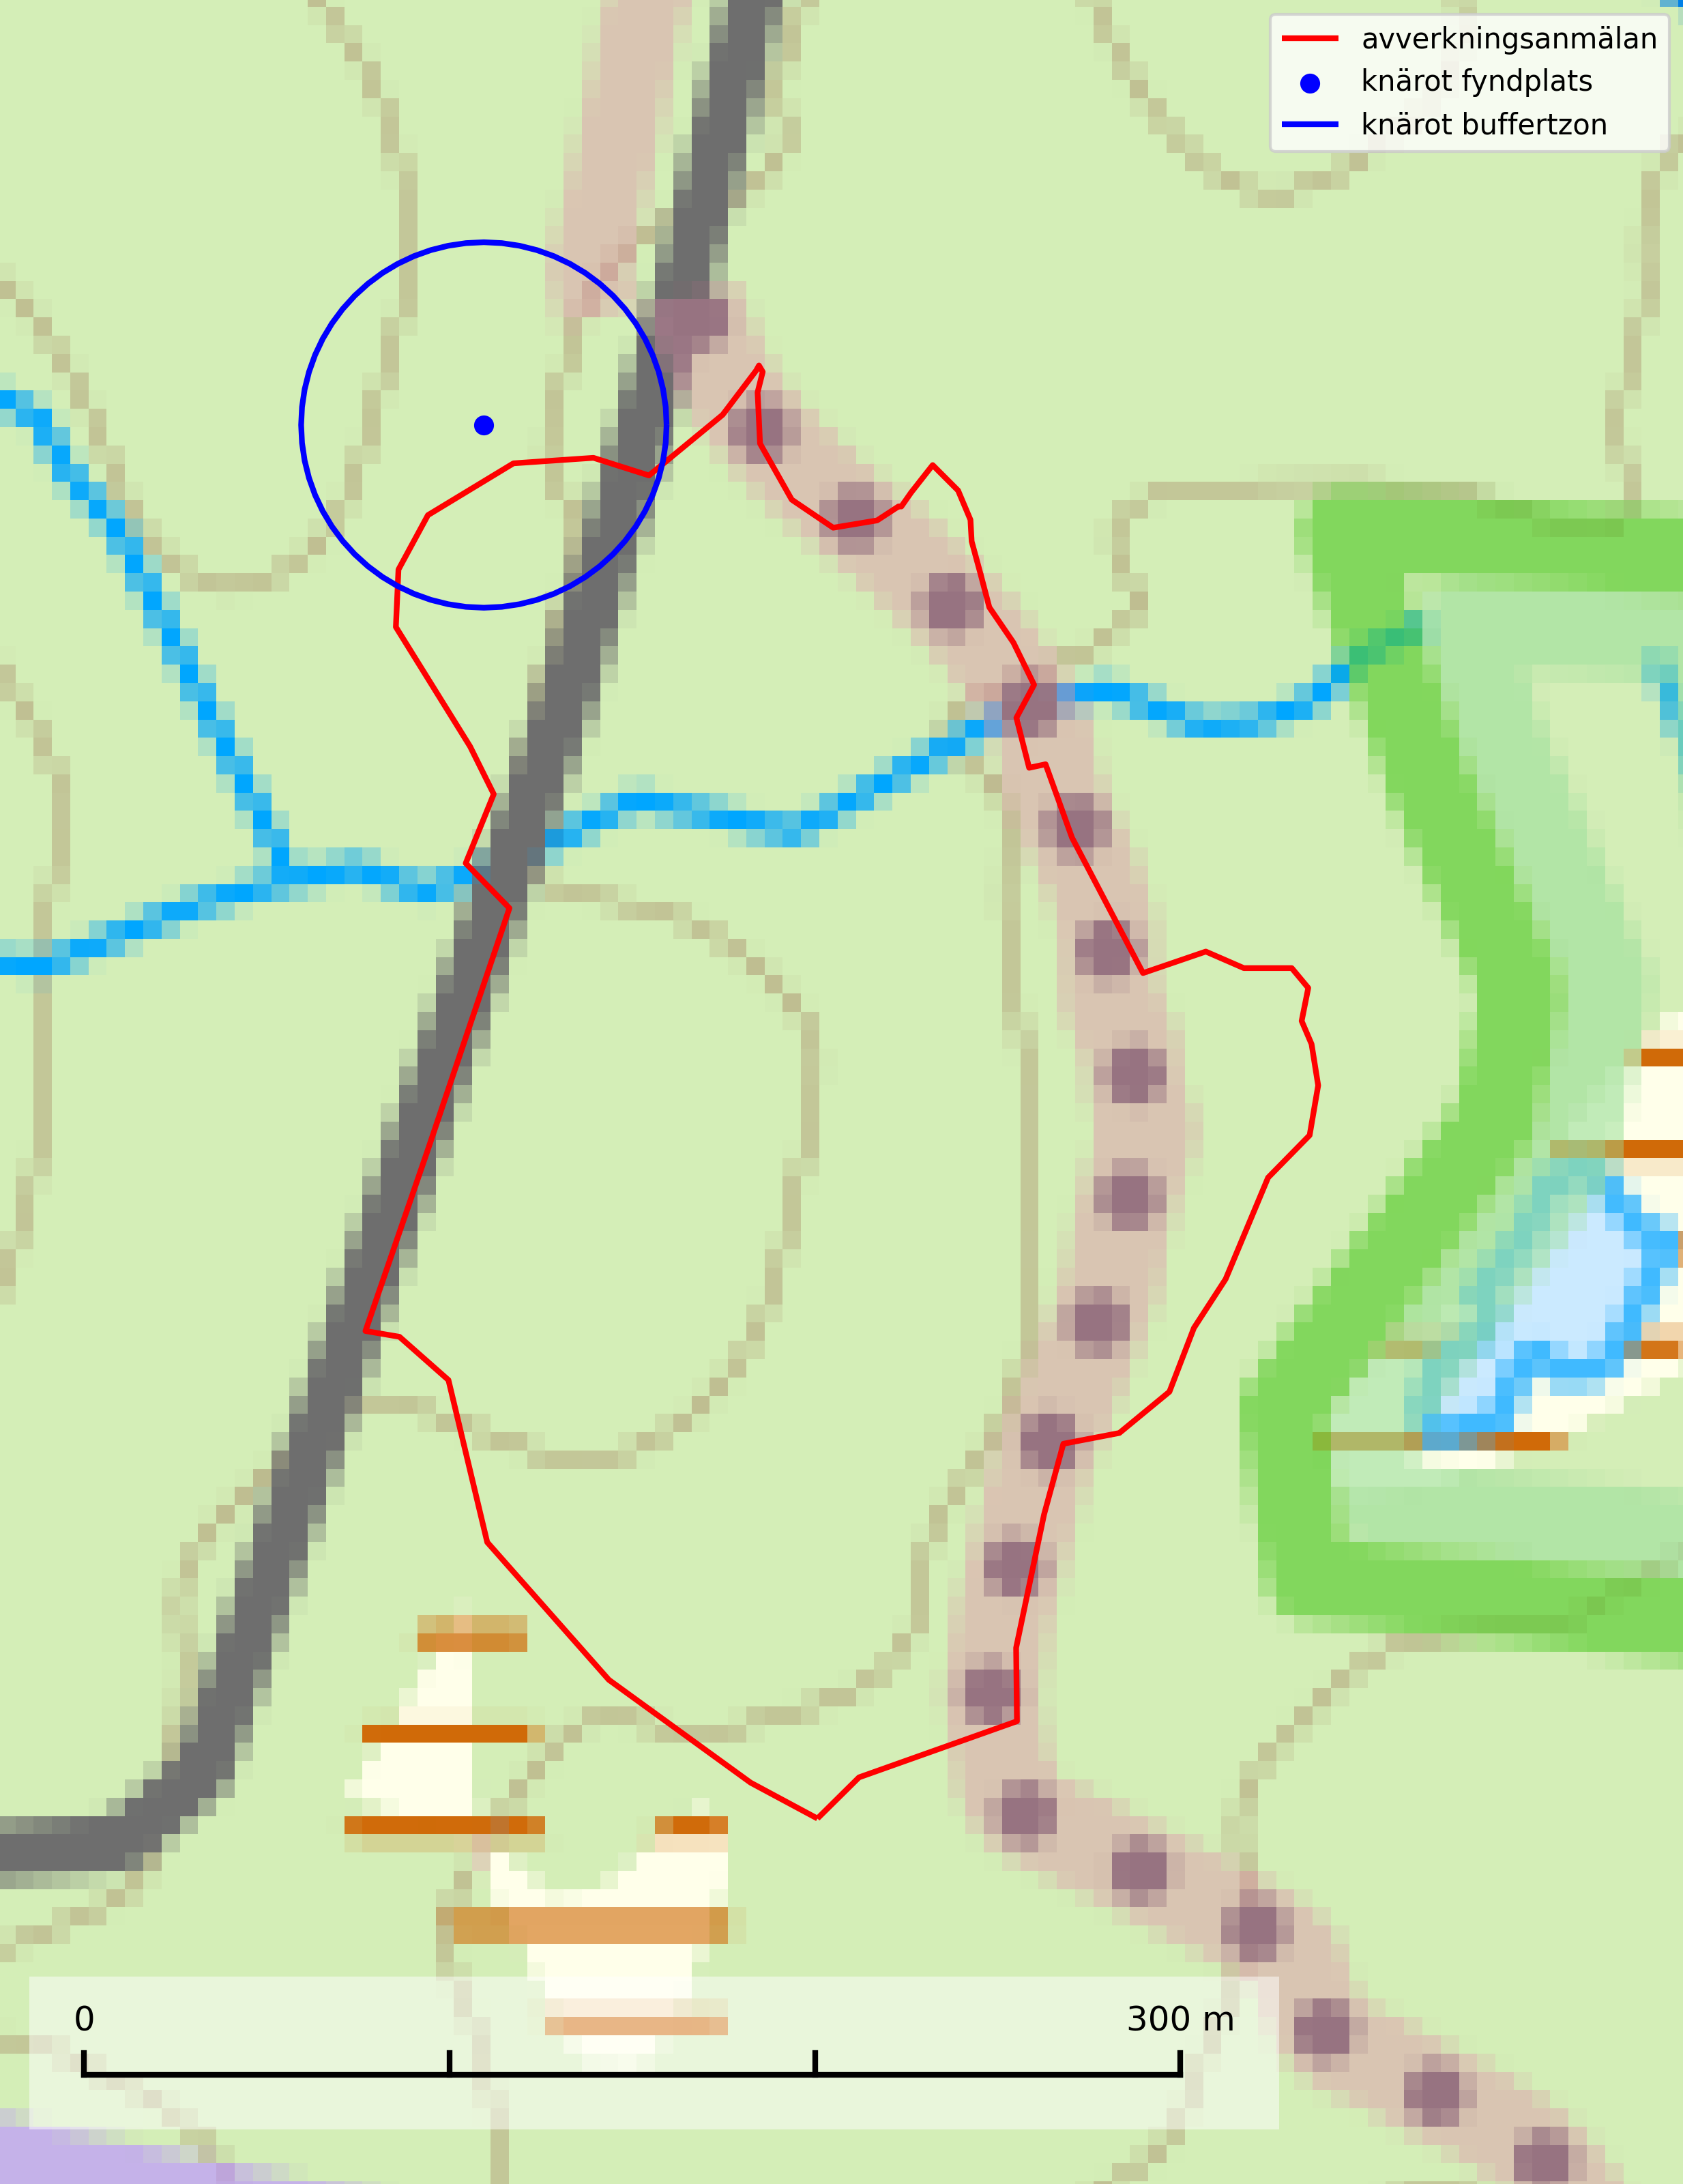 avverkningsanmälan
knärot fyndplats
knärot buffertzon
0
300 m